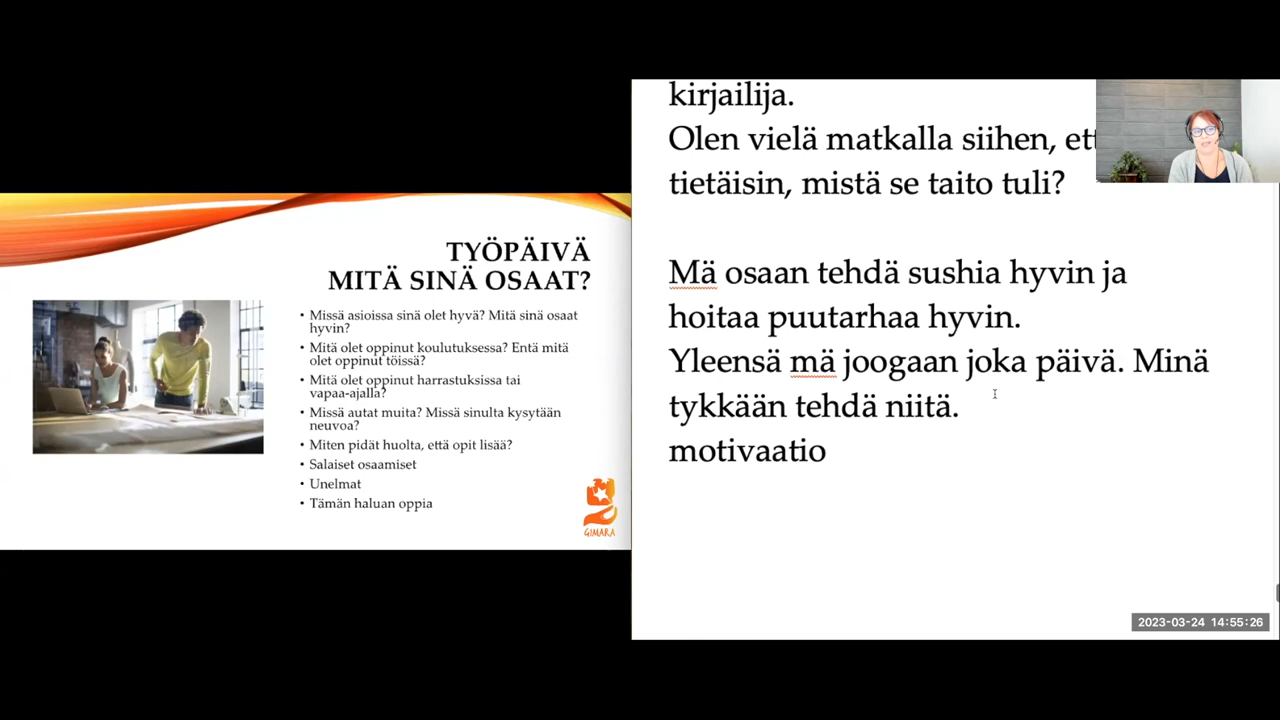 TYÖPÄIVÄ
MITÄ SINÄ OSAAT?
• Missä asioissa sinä olet hyvä? Mitä sinä osaat
hyvin?
• Mitä olet oppinut koulutuksessa? Entä mitä
olet oppinut töissä?
• Mitä olet oppinut harrastuksissa tai
vapaa-ajalla?
• Missä autat muita? Missä sinulta kysytään
neuvoa?
• Miten pidät huolta, että opit lisää?
• Salaiset osaamiset
• Unelmat
• Tämän haluan oppia
GIMARA
kirjailija.
Olen vielä matkalla siihen,
tietäisin, mistä se taito tuli?
Mä osaan tehdä sushia hyvin ja
hoitaa puutarhaa hyvin.
Yleensä mä joogaan joka päivä. Minä
tykkään tehdä niitä.
motivaatio
2023-03-24 14:55:26